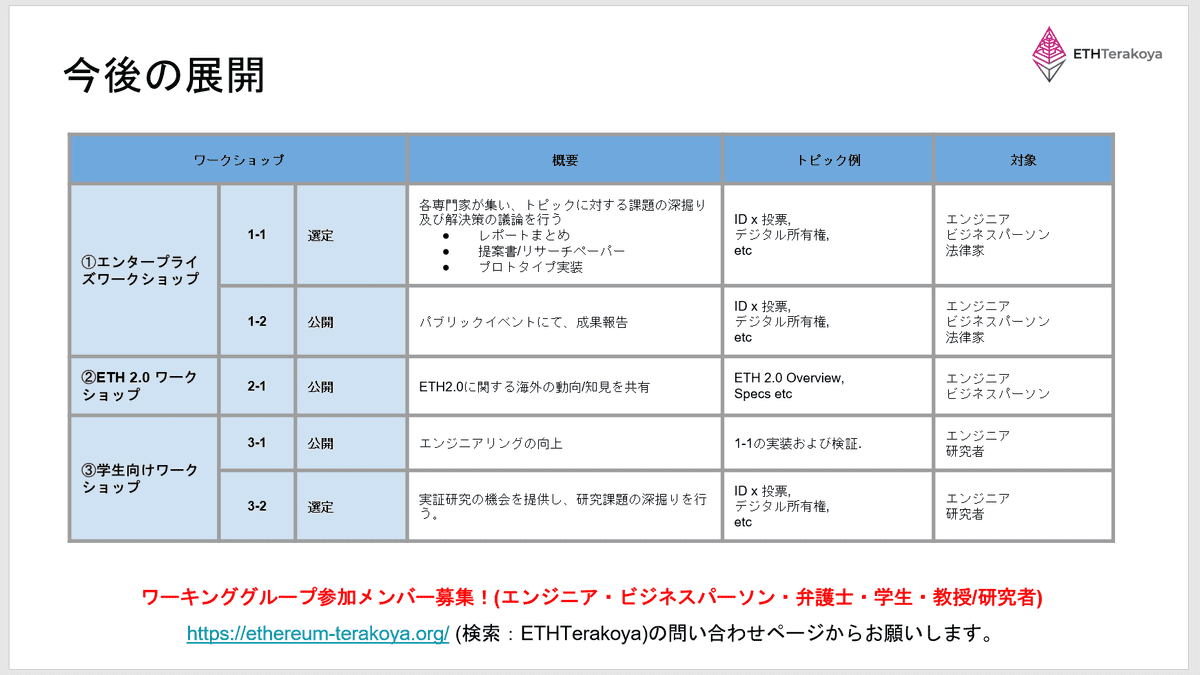 今後の展開
ETHTerakoya
ワークショップ
概要
トピック例
対象
①エンタープライ
ズワークショップ
1-1
選定
各専門家が集い、トピックに対する課題の深掘り
及び解決策の議論を行う
● レポートまとめ
● 提案書/リサーチペーパー
● プロトタイプ実装
ID x 投票,
デジタル所有権,
etc
エンジニア
ビジネスパーソン
法律家
1-2
公開
パブリックイベントにて、成果報告
ID x 投票,
デジタル所有権,
etc
エンジニア
ビジネスパーソン
法律家
②ETH 2.0 ワーク
ショップ
2-1
公開
ETH2.0に関する海外の動向/知見を共有
ETH 2.0 Overview,
Specs etc
エンジニア
ビジネスパーソン
③学生向けワーク
ショップ
3-1
公開
エンジニアリングの向上
1-1の実装および検証.
エンジニア
研究者
3-2
選定
実証研究の機会を提供し、研究課題の深掘りを行
う。
ID x 投票,
デジタル所有権,
etc
エンジニア
研究者
ワーキンググループ参加メンバー募集！(エンジニア・ビジネスパーソン・弁護士・学生・教授/研究者)
https://ethereum-terakoya.org/ (検索：ETHTerakoya)の問い合わせページからお願いします。